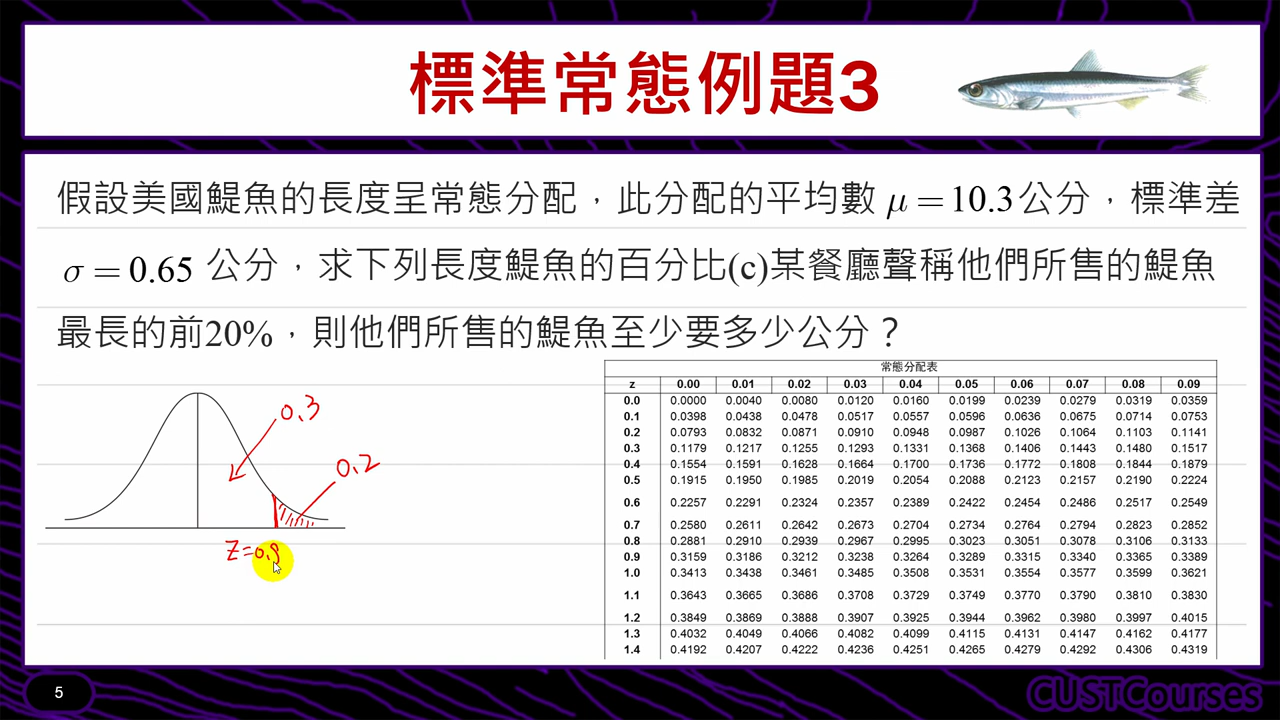 標準常態例題3
假設美國鯷魚的長度呈常態分配，此分配的平均數 μ = 10.3公分，標準差
σ = 0.65 公分，求下列長度鯷魚的百分比(c)某餐廳聲稱他們所售的鯷魚
最長的前20%，則他們所售的鯷魚至少要多少公分？
0.3
0.2
常態分配表
z 0.00 0.01 0.02 0.03 0.04 0.05 0.06 0.07 0.08 0.09
0.0 0.0000 0.0040 0.0080 0.0120 0.0160 0.0199 0.0239 0.0279 0.0319 0.0359
0.1 0.0398 0.0438 0.0478 0.0517 0.0557 0.0596 0.0636 0.0675 0.0714 0.0753
0.2 0.0793 0.0832 0.0871 0.0910 0.0948 0.0987 0.1026 0.1064 0.1103 0.1141
0.3 0.1179 0.1217 0.1255 0.1293 0.1331 0.1368 0.1406 0.1443 0.1480 0.1517
0.4 0.1554 0.1591 0.1628 0.1664 0.1700 0.1736 0.1772 0.1808 0.1844 0.1879
0.5 0.1915 0.1950 0.1985 0.2019 0.2054 0.2088 0.2123 0.2157 0.2190 0.2224
0.6 0.2257 0.2291 0.2324 0.2357 0.2389 0.2422 0.2454 0.2486 0.2517 0.2549
0.7 0.2580 0.2611 0.2642 0.2673 0.2704 0.2734 0.2764 0.2794 0.2823 0.2852
0.8 0.2881 0.2910 0.2939 0.2967 0.2995 0.3023 0.3051 0.3078 0.3106 0.3133
0.9 0.3159 0.3186 0.3212 0.3238 0.3264 0.3289 0.3315 0.3340 0.3365 0.3389
1.0 0.3413 0.3438 0.3461 0.3485 0.3508 0.3531 0.3554 0.3577 0.3599 0.3621
1.1 0.3643 0.3665 0.3686 0.3708 0.3729 0.3749 0.3770 0.3790 0.3810 0.3830
1.2 0.3849 0.3869 0.3888 0.3907 0.3925 0.3944 0.3962 0.3980 0.3997 0.4015
1.3 0.4032 0.4049 0.4066 0.4082 0.4099 0.4115 0.4131 0.4147 0.4162 0.4177
1.4 0.4192 0.4207 0.4222 0.4236 0.4251 0.4265 0.4279 0.4292 0.4306 0.4319
5
CUSTCourses